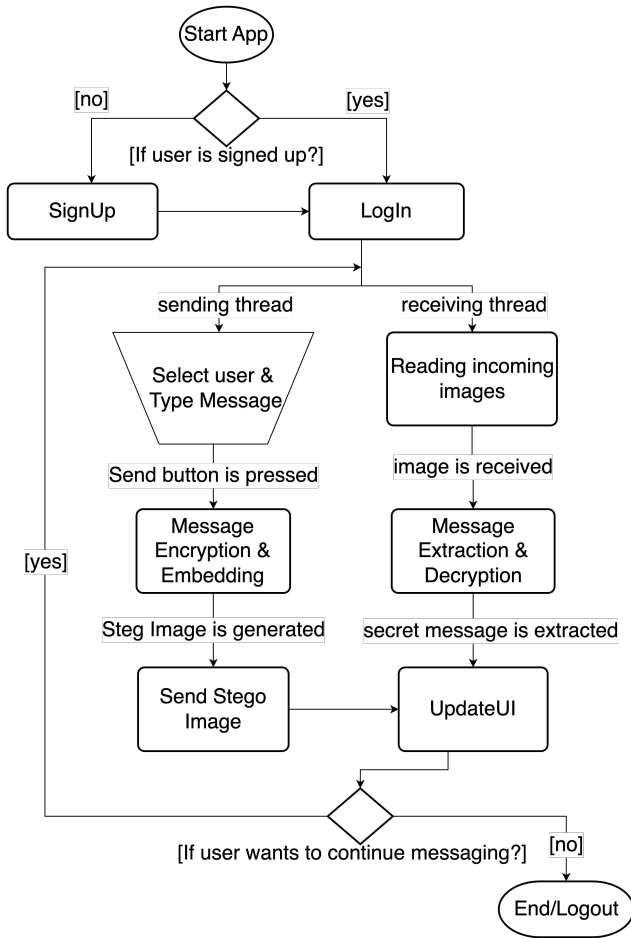 Start App
[no]
[yes]
[If user is signed up?]
SignUp
LogIn
sending thread
receiving thread
Select user &
Type Message
Reading incoming
images
Send button is pressed
image is received
Message
Encryption &
Embedding
Message
Extraction &
Decryption
[yes]
Steg Image is generated
secret message is extracted
Send Stego
Image
UpdateUI
[If user wants to continue messaging?]
[no]
End/Logout